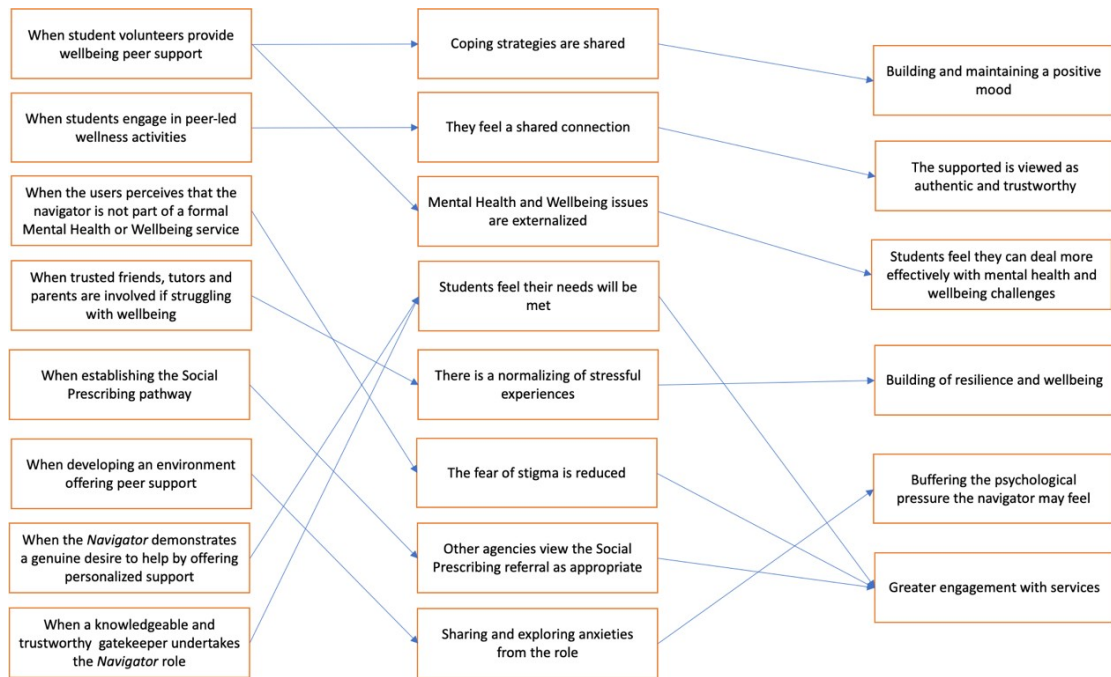 When student volunteers provide
wellbeing peer support
When students engage in peer-led
wellness activities
When the users perceives that the
navigator is not part of a formal
Mental Health or Wellbeing service
When trusted friends, tutors and
parents are involved if struggling
with wellbeing
When establishing the Social
Prescribing pathway
When developing an environment
offering peer support
When the Navigator demonstrates
a genuine desire to help by offering
personalized support
When a knowledgeable and
trustworthy gatekeeper undertakes
the Navigator role
Coping strategies are shared
They feel a shared connection
Mental Health and Wellbeing issues
are externalized
Students feel their needs will be
met
There is a normalizing of stressful
experiences
The fear of stigma is reduced
Other agencies view the Social
Prescribing referral as appropriate
Sharing and exploring anxieties
from the role
Building and maintaining a positive
mood
The supported is viewed as
authentic and trustworthy
Students feel they can deal more
effectively with mental health and
wellbeing challenges
Building of resilience and wellbeing
Buffering the psychological
pressure the navigator may feel
Greater engagement with services